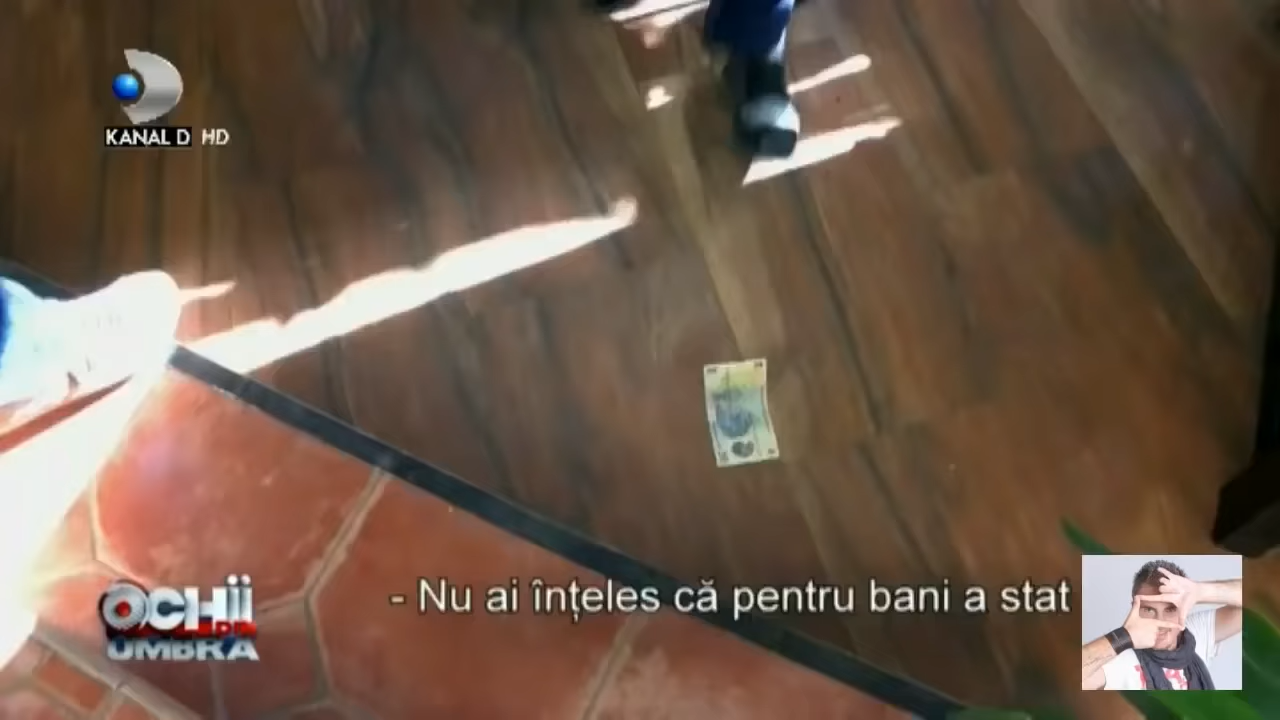 KANAL D HD
- Nu ai înțeles că pentru bani a stat
OCHII
DIN
UMBRA